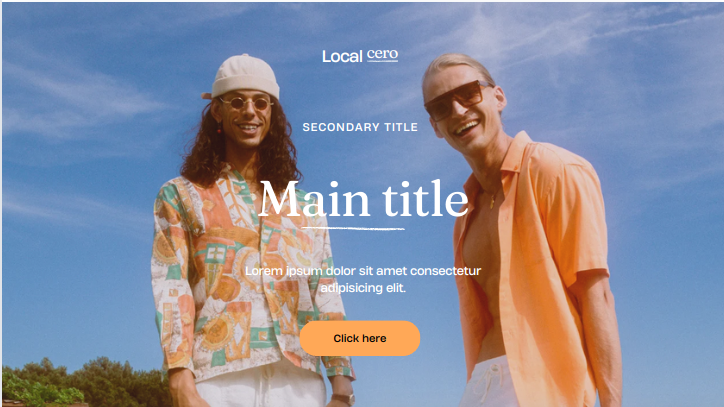 Local cero
SECONDARY TITLE
Main title
Lorem ipsum dolor sit amet consectetur
adipisicing elit.
Click here